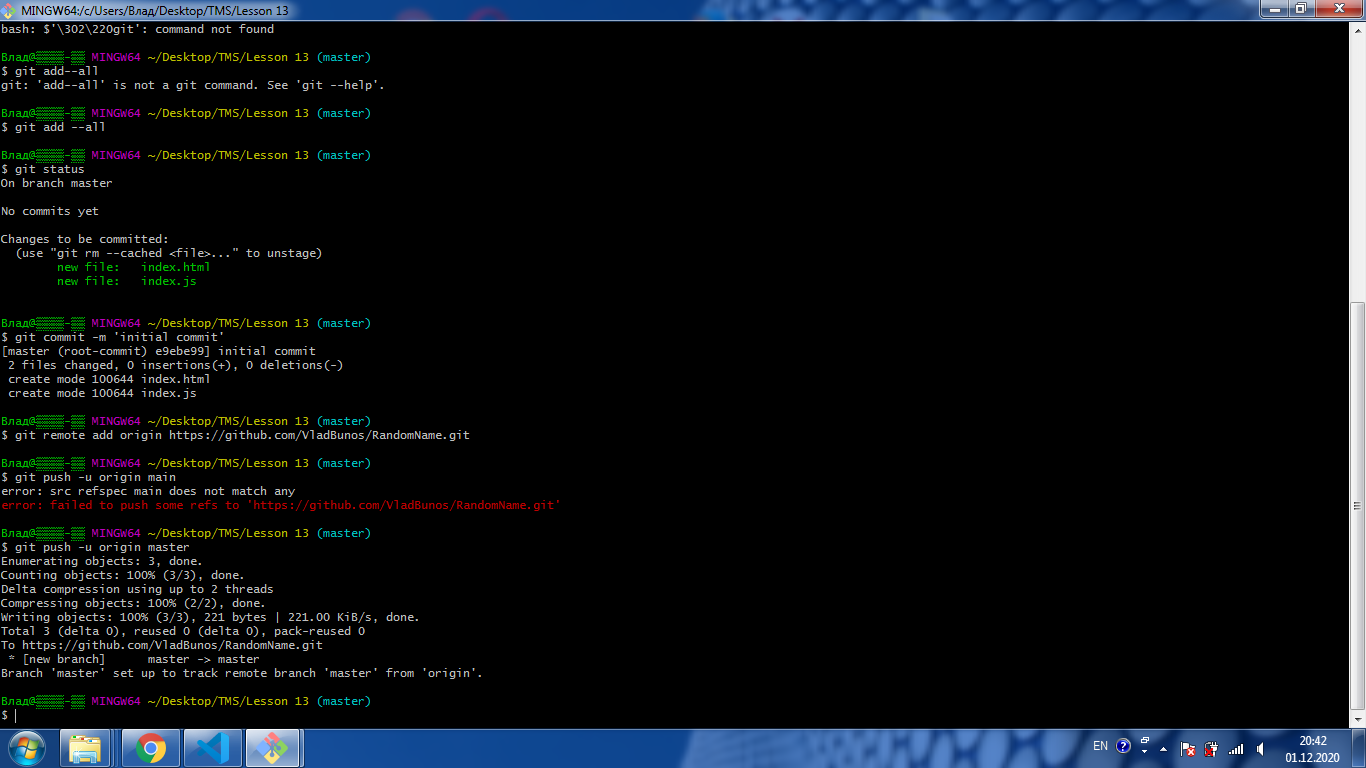 MINGW64:/c/Users/Влад/Desktop/TMS/Lesson 13
bash: $'\302\220git': command not found
Влад@▒▒▒▒-▒▒ MINGW64 ~/Desktop/TMS/Lesson 13 (master)
$ git add--all
git: 'add--all' is not a git command. See 'git --help'.
Влад@▒▒▒▒-▒▒ MINGW64 ~/Desktop/TMS/Lesson 13 (master)
$ git add --all
Влад@▒▒▒▒-▒▒ MINGW64 ~/Desktop/TMS/Lesson 13 (master)
$ git status
On branch master
No commits yet
Changes to be committed:
(use "git rm --cached <file>..." to unstage)
new file: index.html
new file: index.js
Влад@▒▒▒▒-▒▒ MINGW64 ~/Desktop/TMS/Lesson 13 (master)
$ git commit -m 'initial commit'
[master (root-commit) e9ebe99] initial commit
2 files changed, 0 insertions(+), 0 deletions(-)
create mode 100644 index.html
create mode 100644 index.js
Влад@▒▒▒▒-▒▒ MINGW64 ~/Desktop/TMS/Lesson 13 (master)
$ git remote add origin https://github.com/VladBunos/RandomName.git
Влад@▒▒▒▒-▒▒ MINGW64 ~/Desktop/TMS/Lesson 13 (master)
$ git push -u origin main
error: src refspec main does not match any
error: failed to push some refs to 'https://github.com/VladBunos/RandomName.git'
Влад@▒▒▒▒-▒▒ MINGW64 ~/Desktop/TMS/Lesson 13 (master)
$ git push -u origin master
Enumerating objects: 3, done.
Counting objects: 100% (3/3), done.
Delta compression using up to 2 threads
Compressing objects: 100% (2/2), done.
Writing objects: 100% (3/3), 221 bytes | 221.00 KiB/s, done.
Total 3 (delta 0), reused 0 (delta 0), pack-reused 0
To https://github.com/VladBunos/RandomName.git
* [new branch] master -> master
Branch 'master' set up to track remote branch 'master' from 'origin'.
Влад@▒▒▒▒-▒▒ MINGW64 ~/Desktop/TMS/Lesson 13 (master)
$
EN
20:42
01.12.2020